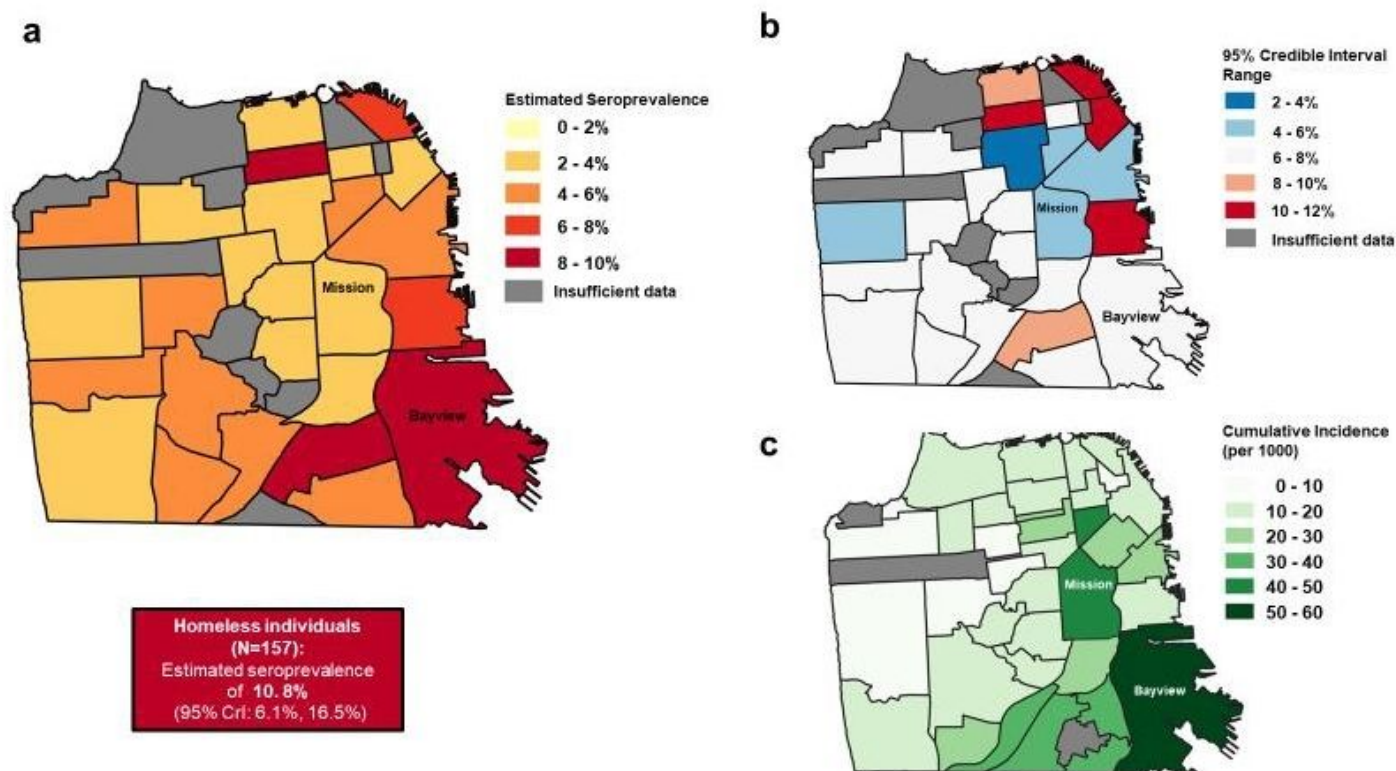 a
Estimated Seroprevalence
0 - 2%
2 - 4%
4 - 6%
6 - 8%
8 - 10%
Insufficient data
Mission
Bayview
Homeless individuals
(N=157):
Estimated seroprevalence
of 10. 8%
(95% CrI: 6.1%, 16.5%)
b
95% Credible Interval
Range
2 - 4%
4 - 6%
6 - 8%
8 - 10%
10 - 12%
Insufficient data
Mission
Bayview
c
Cumulative Incidence
(per 1000)
0 - 10
10 - 20
20 - 30
30 - 40
40 - 50
50 - 60
Mission
Bayview